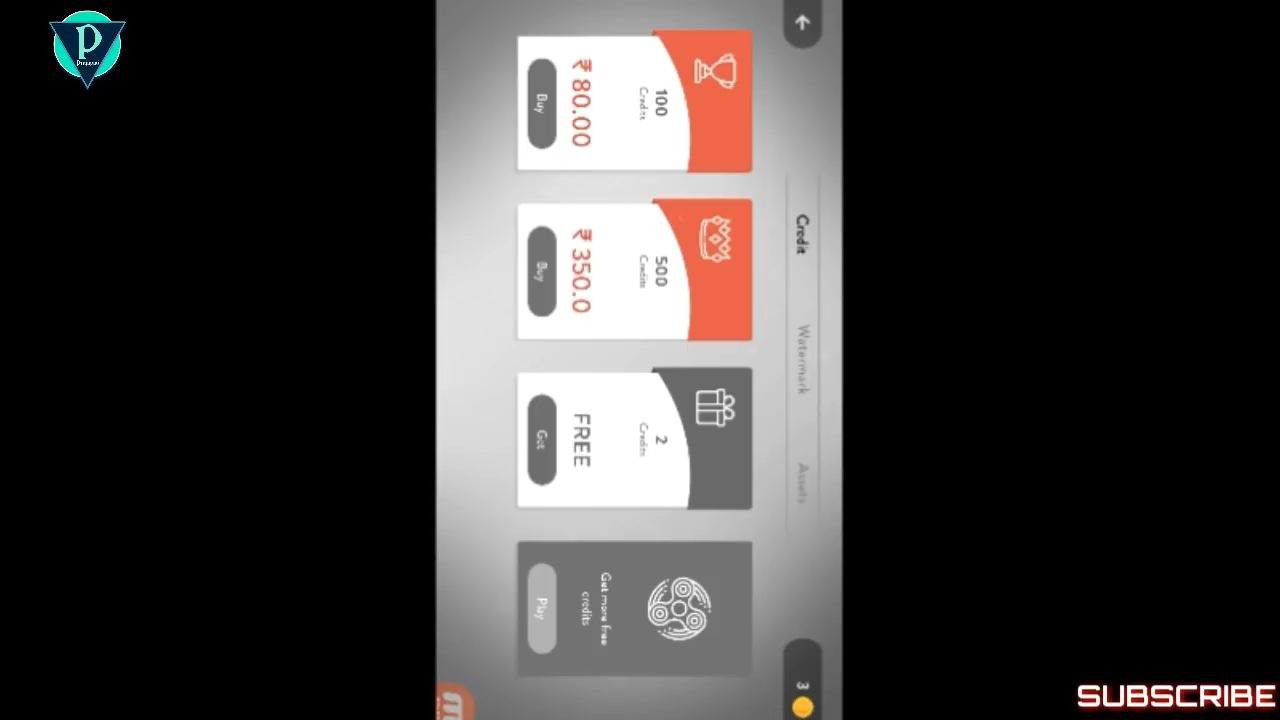 P
Credit
Watermark
Assets
3
100
Credits
₹ 80.00
Buy
500
Credits
₹ 350.0
Buy
2
Credits
FREE
Get
Get more free
credits
Play
SUBSCRIBE